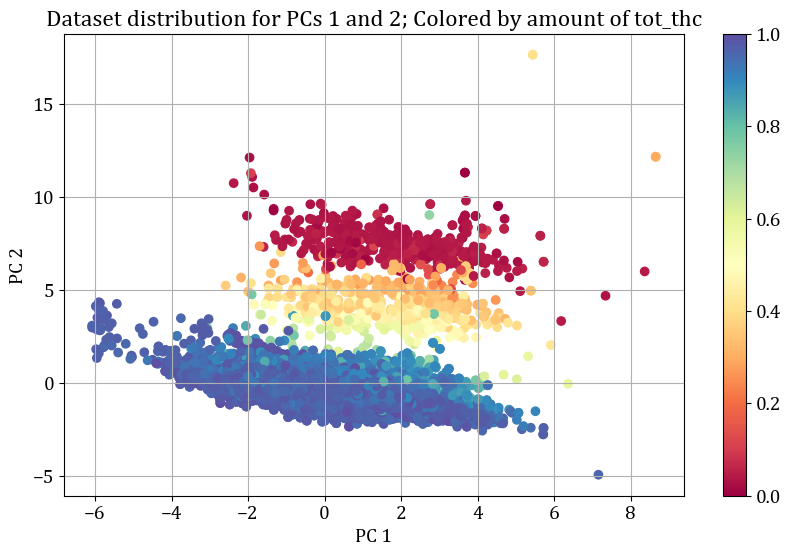 Dataset distribution for PCs 1 and 2; Colored by amount of tot_thc
15
10
5
0
−5
PC 2
−6 −4 −2 0 2 4 6 8
PC 1
1.0
0.8
0.6
0.4
0.2
0.0